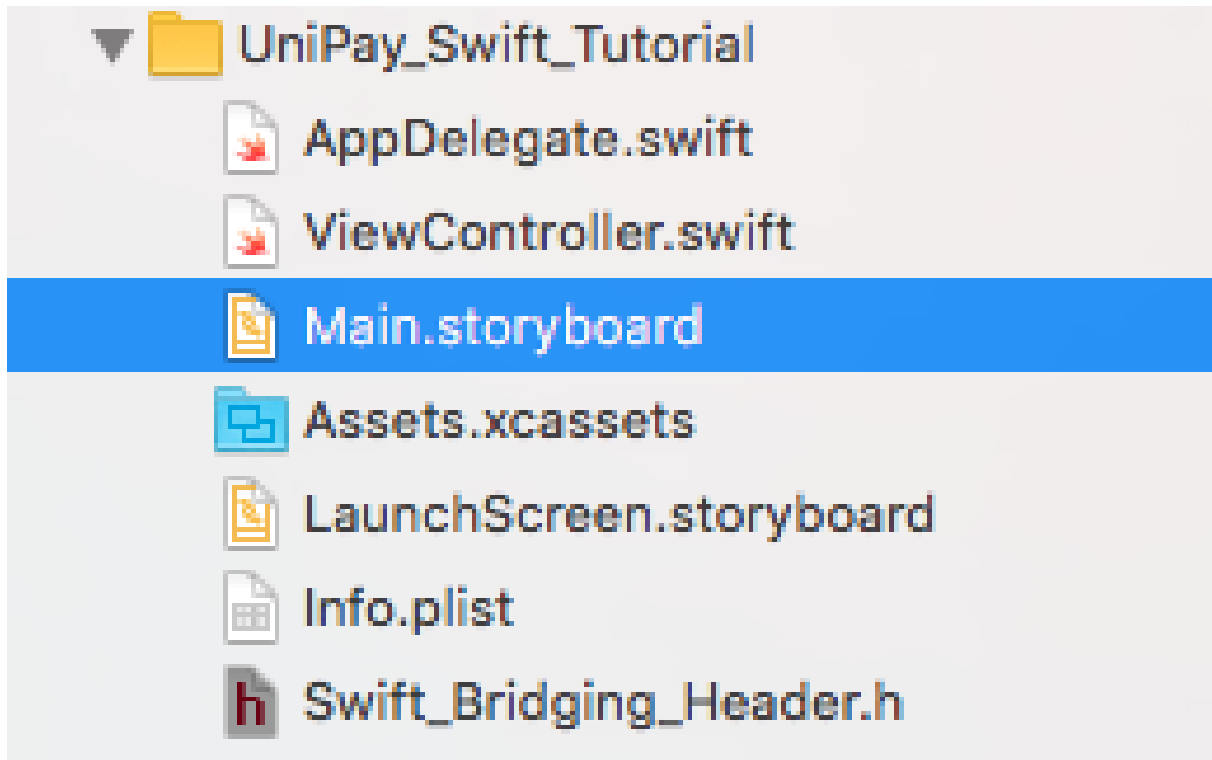 UniPay_Swift_Tutorial
AppDelegate.swift
ViewController.swift
Main.storyboard
Assets.xcassets
LaunchScreen.storyboard
Info.plist
h Swift_Bridging_Header.h